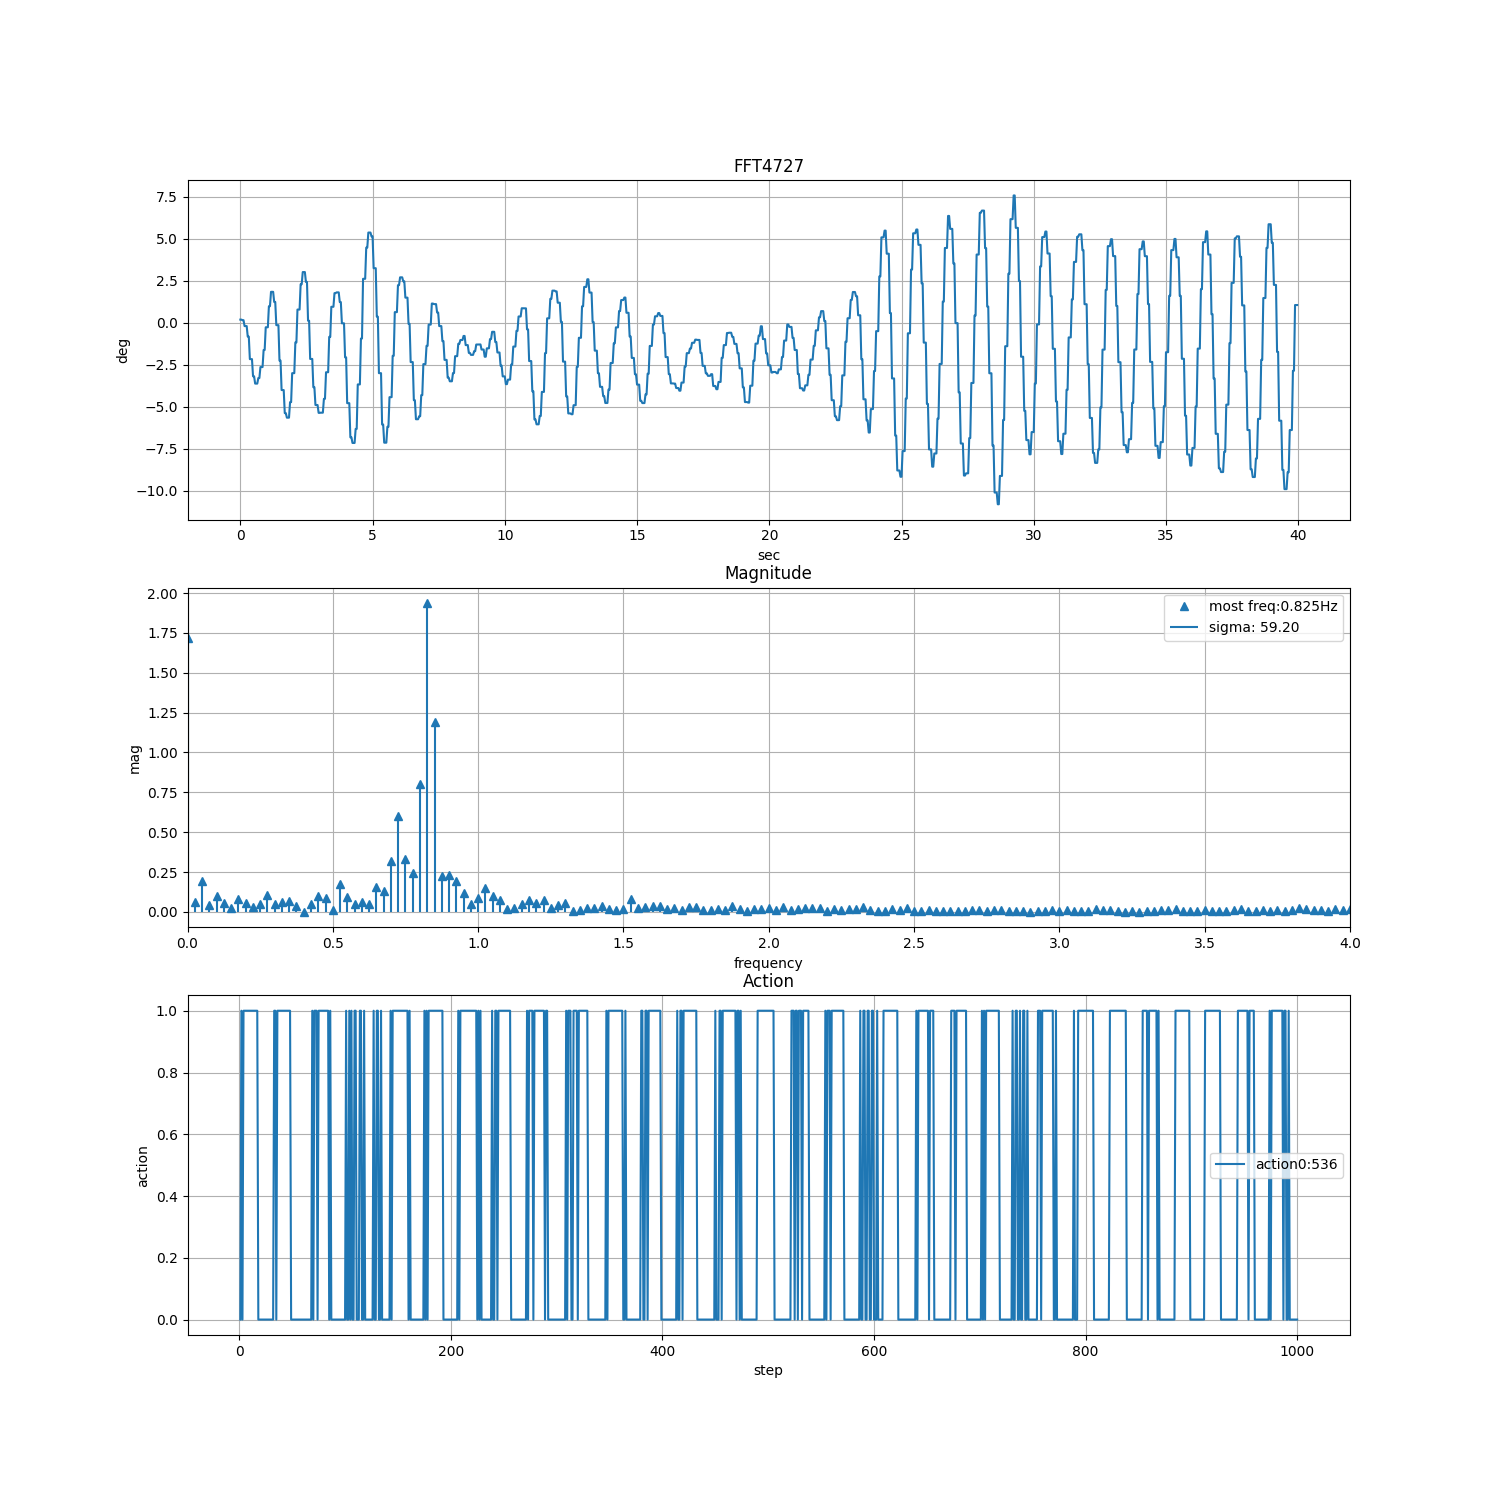 FFT4727
7.5
5.0
2.5
0.0
−2.5
−5.0
−7.5
−10.0
deg
0 5 10 15 20 25 30 35 40
sec
Magnitude
2.00
1.75
1.50
1.25
1.00
0.75
0.50
0.25
0.00
mag
most freq:0.825Hz
sigma: 59.20
0.0 0.5 1.0 1.5 2.0 2.5 3.0 3.5 4.0
frequency
Action
1.0
0.8
0.6
0.4
0.2
0.0
action
action0:536
0 200 400 600 800 1000
step